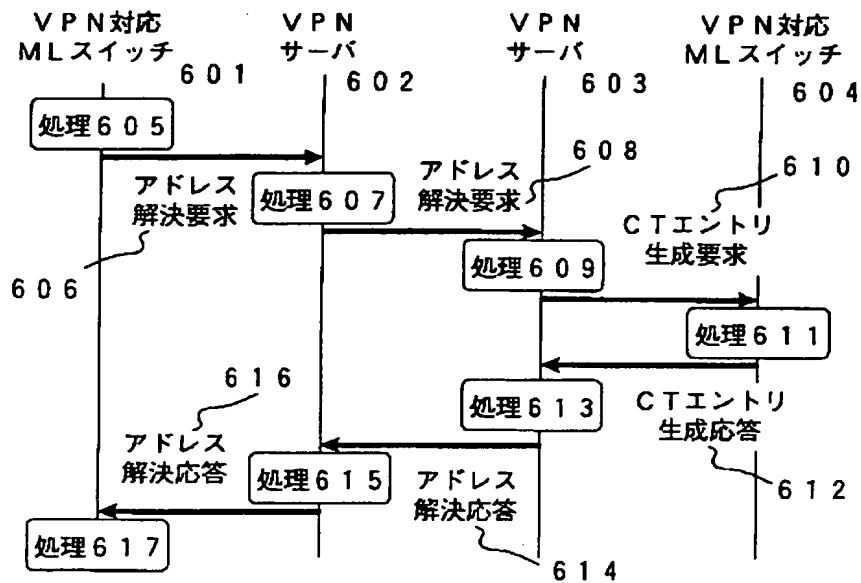 ＶＰＮ対応
ＭＬスイッチ
ＶＰＮ
サーバ
ＶＰＮ
サーバ
ＶＰＮ対応
ＭＬスイッチ
６０１
６０２
６０３
６０４
処理６０５
アドレス
解決要求
６０６
処理６０７
アドレス
解決要求
６０８
処理６０９
ＣＴエントリ
生成要求
６１０
処理６１１
ＣＴエントリ
生成応答
６１２
処理６１３
アドレス
解決応答
６１４
処理６１５
アドレス
解決応答
６１６
処理６１７